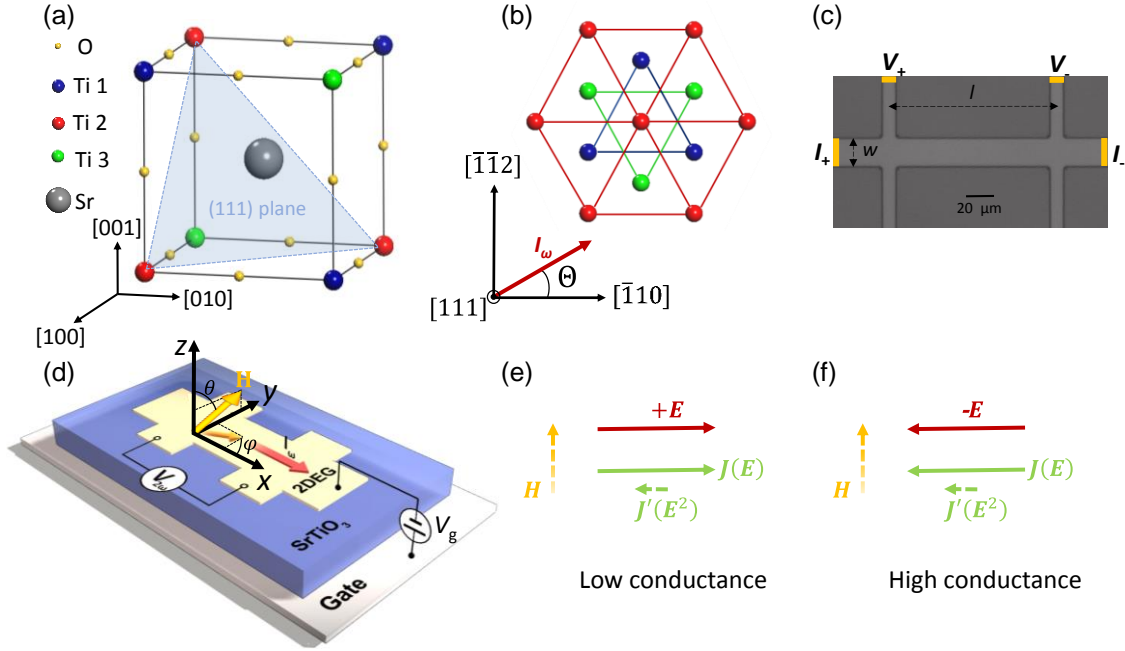 (a)
O
Ti 1
Ti 2
Ti 3
Sr
(111) plane
[001]
[010]
[100]
(b)
[1̅1̅2]
I_ω
Θ
[111]
[1̅10]
(c)
V₊
V₋
l
I₊
w
I₋
20 μm
(d)
z
H
θ
y
φ
I_ω
x
V_2ω
2DEG
SrTiO₃
V_g
Gate
(e)
+E
H
J(E)
J′(E²)
Low conductance
(f)
-E
H
J(E)
J′(E²)
High conductance